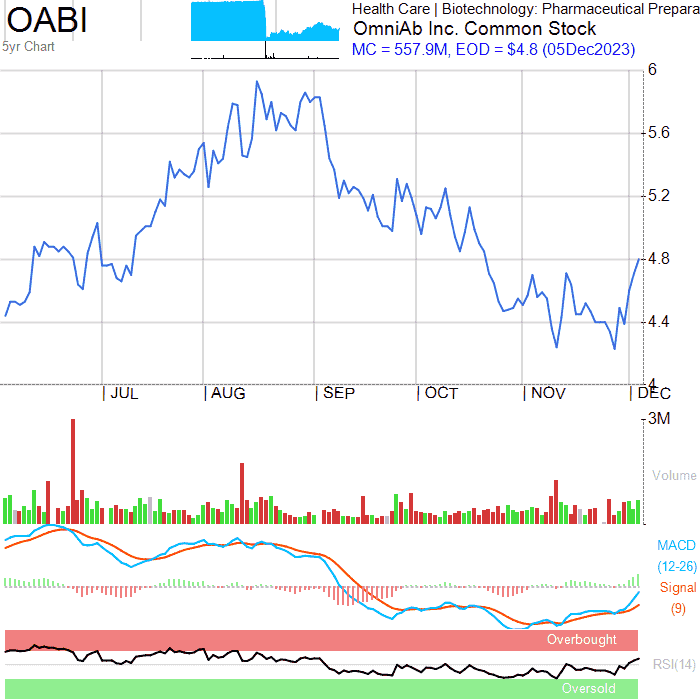 OABI
5yr Chart
Health Care | Biotechnology: Pharmaceutical Prepara
OmniAb Inc. Common Stock
MC = 557.9M, EOD = $4.8 (05Dec2023)
6
5.6
5.2
4.8
4.4
4
| JUL | AUG | SEP | OCT | NOV | DEC
3M
Volume
MACD
(12-26)
Signal
(9)
Overbought
RSI(14)
Oversold